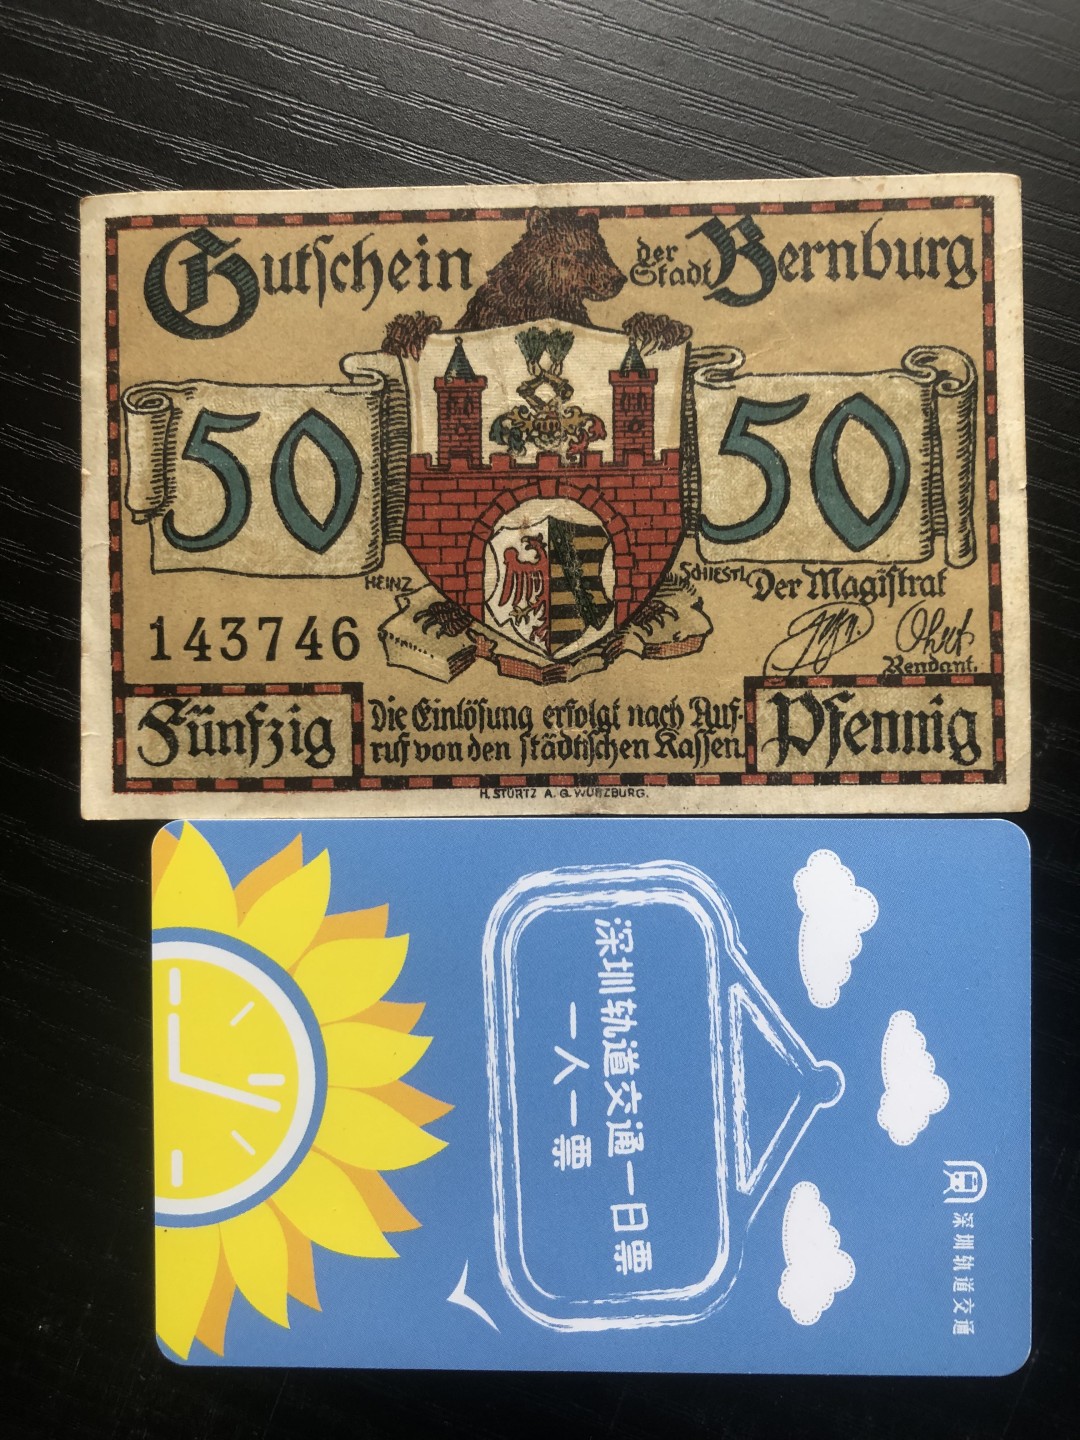 Gutschein der Stadt Bernburg
50 50
HEINZ SCHIESTL
Der Magistrat
143746
Rendant.
Fünfzig
Die Einlösung erfolgt nach Auf-
ruf von den städtischen Kassen.
Pfennig
H. STÜRTZ A. G. WÜRZBURG.
深圳轨道交通
深圳轨道交通一日票
一人一票